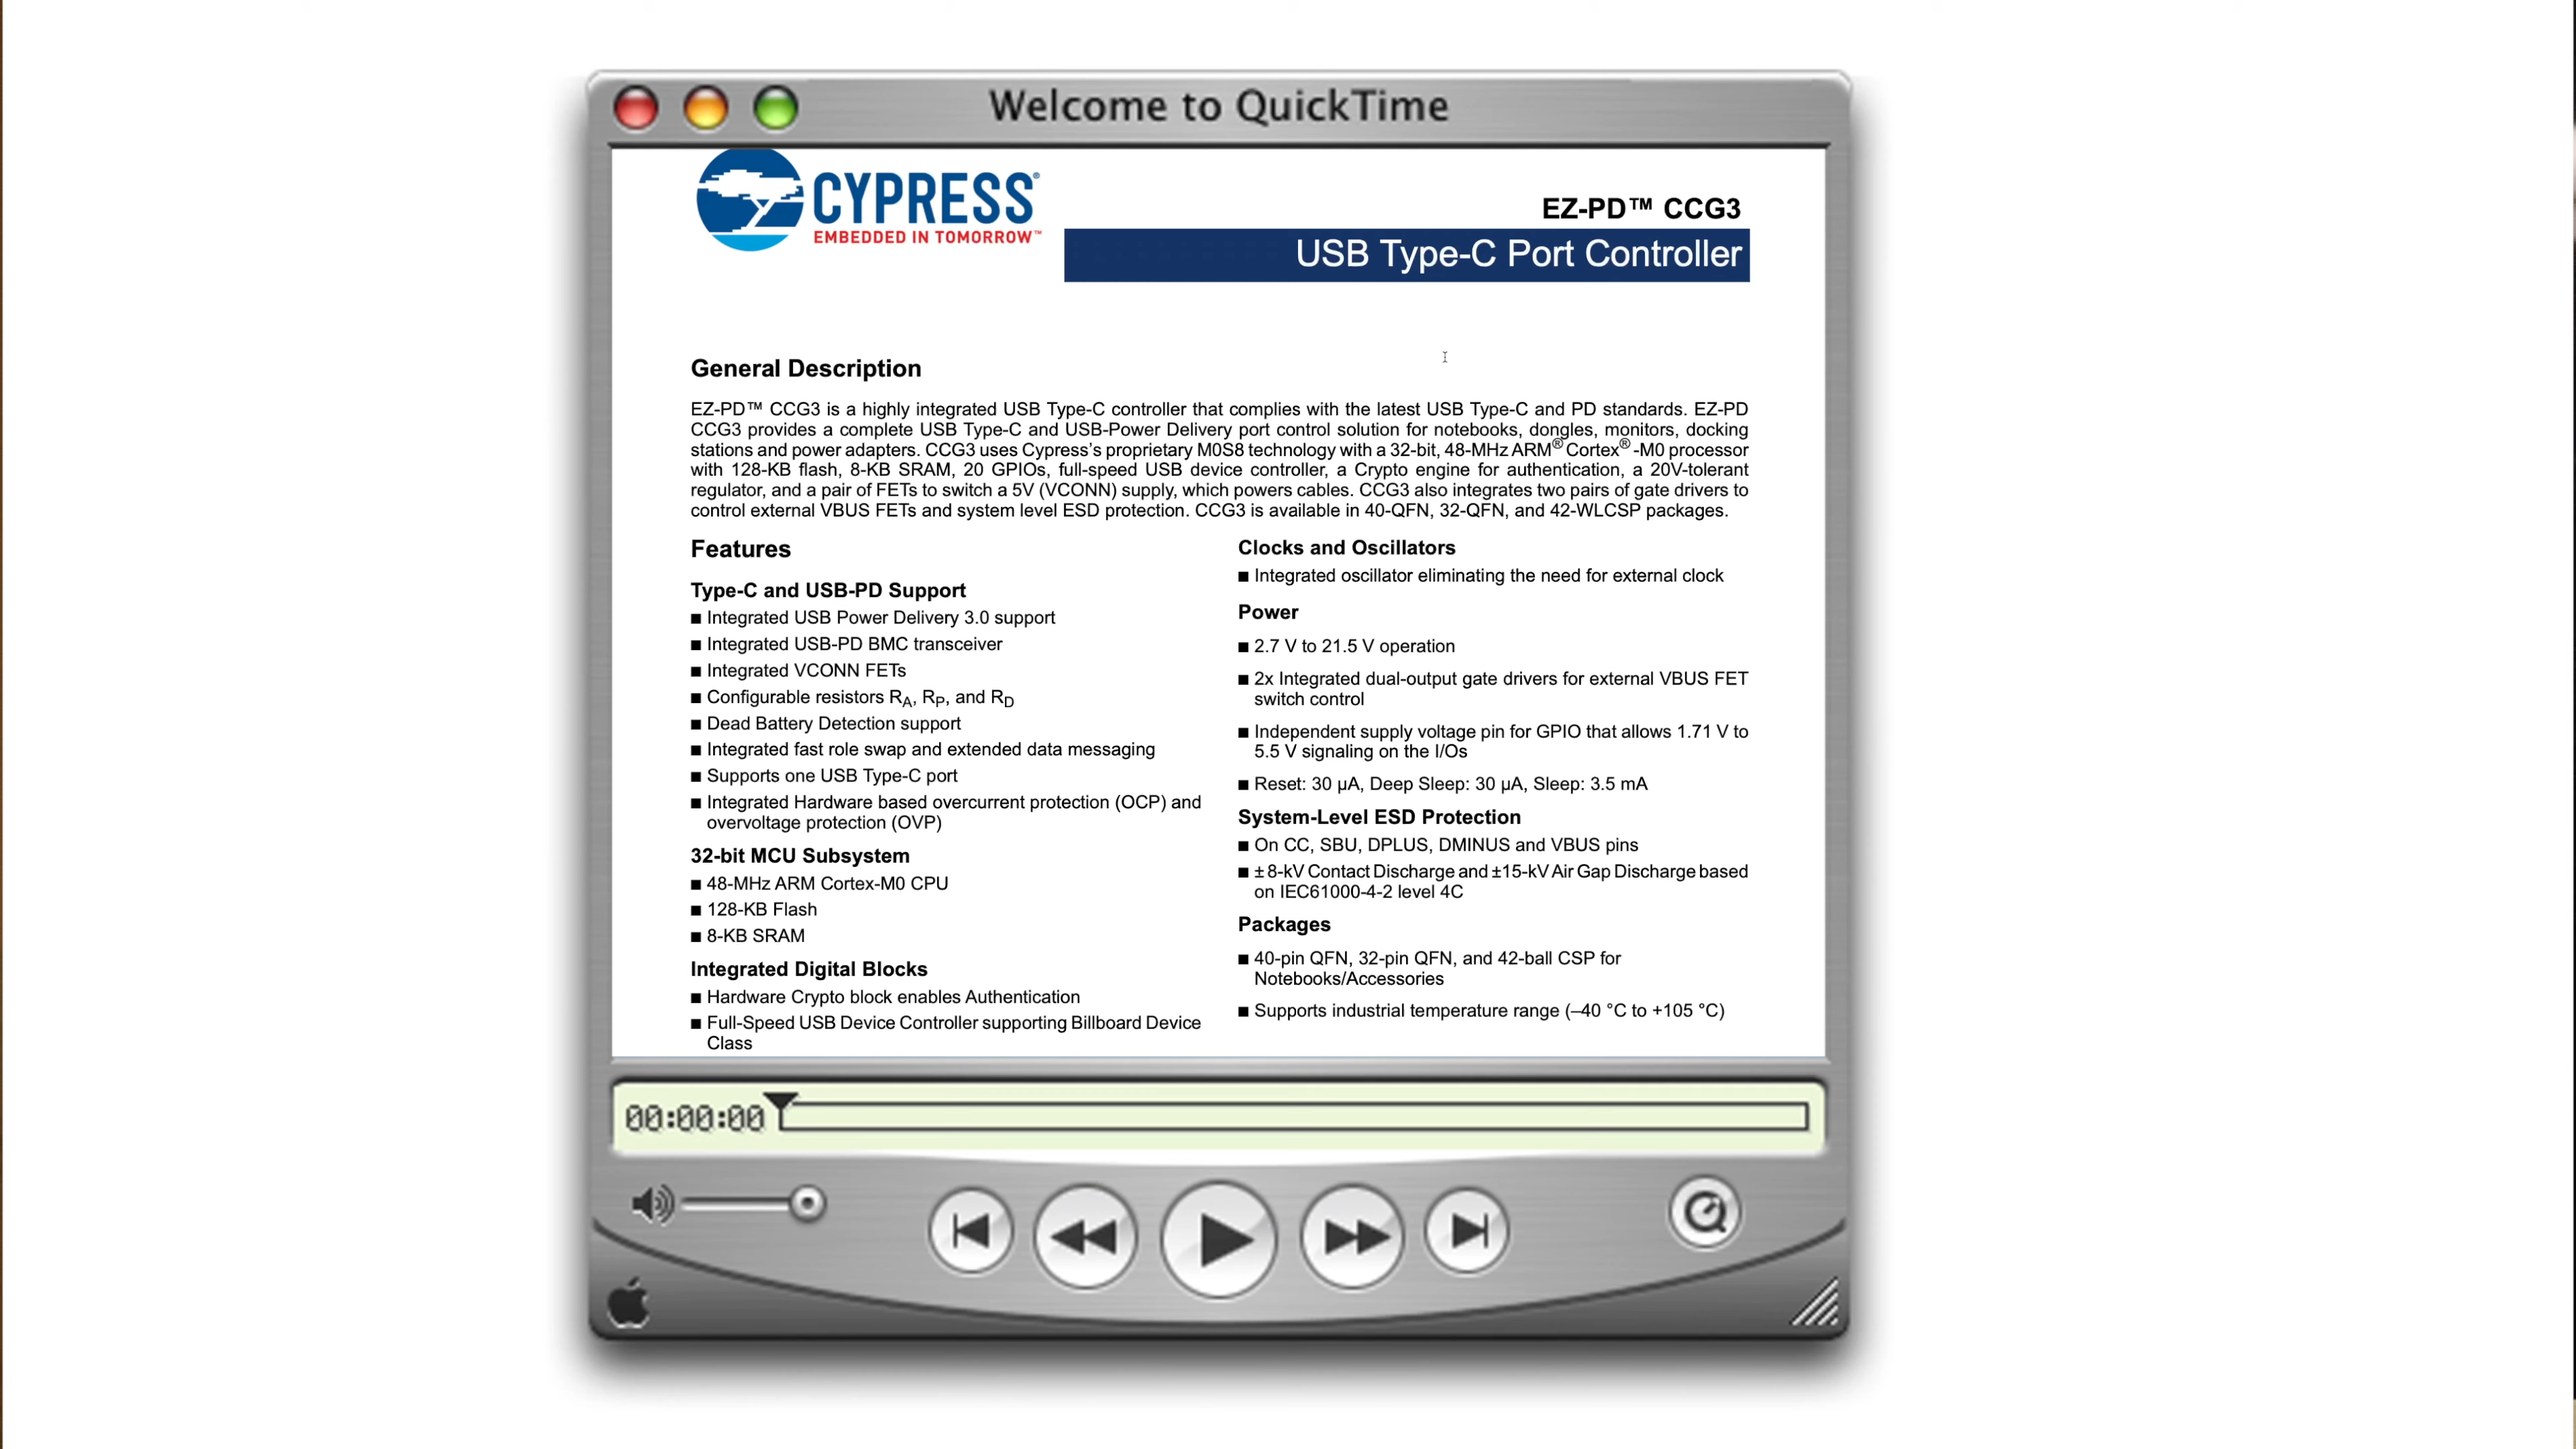 Welcome to QuickTime
CYPRESS®
EMBEDDED IN TOMORROW™
EZ-PD™ CCG3
USB Type-C Port Controller
General Description
EZ-PD™ CCG3 is a highly integrated USB Type-C controller that complies with the latest USB Type-C and PD standards. EZ-PD
CCG3 provides a complete USB Type-C and USB-Power Delivery port control solution for notebooks, dongles, monitors, docking
stations and power adapters. CCG3 uses Cypress's proprietary M0S8 technology with a 32-bit, 48-MHz ARM® Cortex® -M0 processor
with 128-KB flash, 8-KB SRAM, 20 GPIOs, full-speed USB device controller, a Crypto engine for authentication, a 20V-tolerant
regulator, and a pair of FETs to switch a 5V (VCONN) supply, which powers cables. CCG3 also integrates two pairs of gate drivers to
control external VBUS FETs and system level ESD protection. CCG3 is available in 40-QFN, 32-QFN, and 42-WLCSP packages.
Features
Type-C and USB-PD Support
■ Integrated USB Power Delivery 3.0 support
■ Integrated USB-PD BMC transceiver
■ Integrated VCONN FETs
■ Configurable resistors RA, RP, and RD
■ Dead Battery Detection support
■ Integrated fast role swap and extended data messaging
■ Supports one USB Type-C port
■ Integrated Hardware based overcurrent protection (OCP) and
overvoltage protection (OVP)
32-bit MCU Subsystem
■ 48-MHz ARM Cortex-M0 CPU
■ 128-KB Flash
■ 8-KB SRAM
Integrated Digital Blocks
■ Hardware Crypto block enables Authentication
■ Full-Speed USB Device Controller supporting Billboard Device
Class
Clocks and Oscillators
■ Integrated oscillator eliminating the need for external clock
Power
■ 2.7 V to 21.5 V operation
■ 2x Integrated dual-output gate drivers for external VBUS FET
switch control
■ Independent supply voltage pin for GPIO that allows 1.71 V to
5.5 V signaling on the I/Os
■ Reset: 30 µA, Deep Sleep: 30 µA, Sleep: 3.5 mA
System-Level ESD Protection
■ On CC, SBU, DPLUS, DMINUS and VBUS pins
■ ± 8-kV Contact Discharge and ±15-kV Air Gap Discharge based
on IEC61000-4-2 level 4C
Packages
■ 40-pin QFN, 32-pin QFN, and 42-ball CSP for
Notebooks/Accessories
■ Supports industrial temperature range (–40 °C to +105 °C)
00:00:00